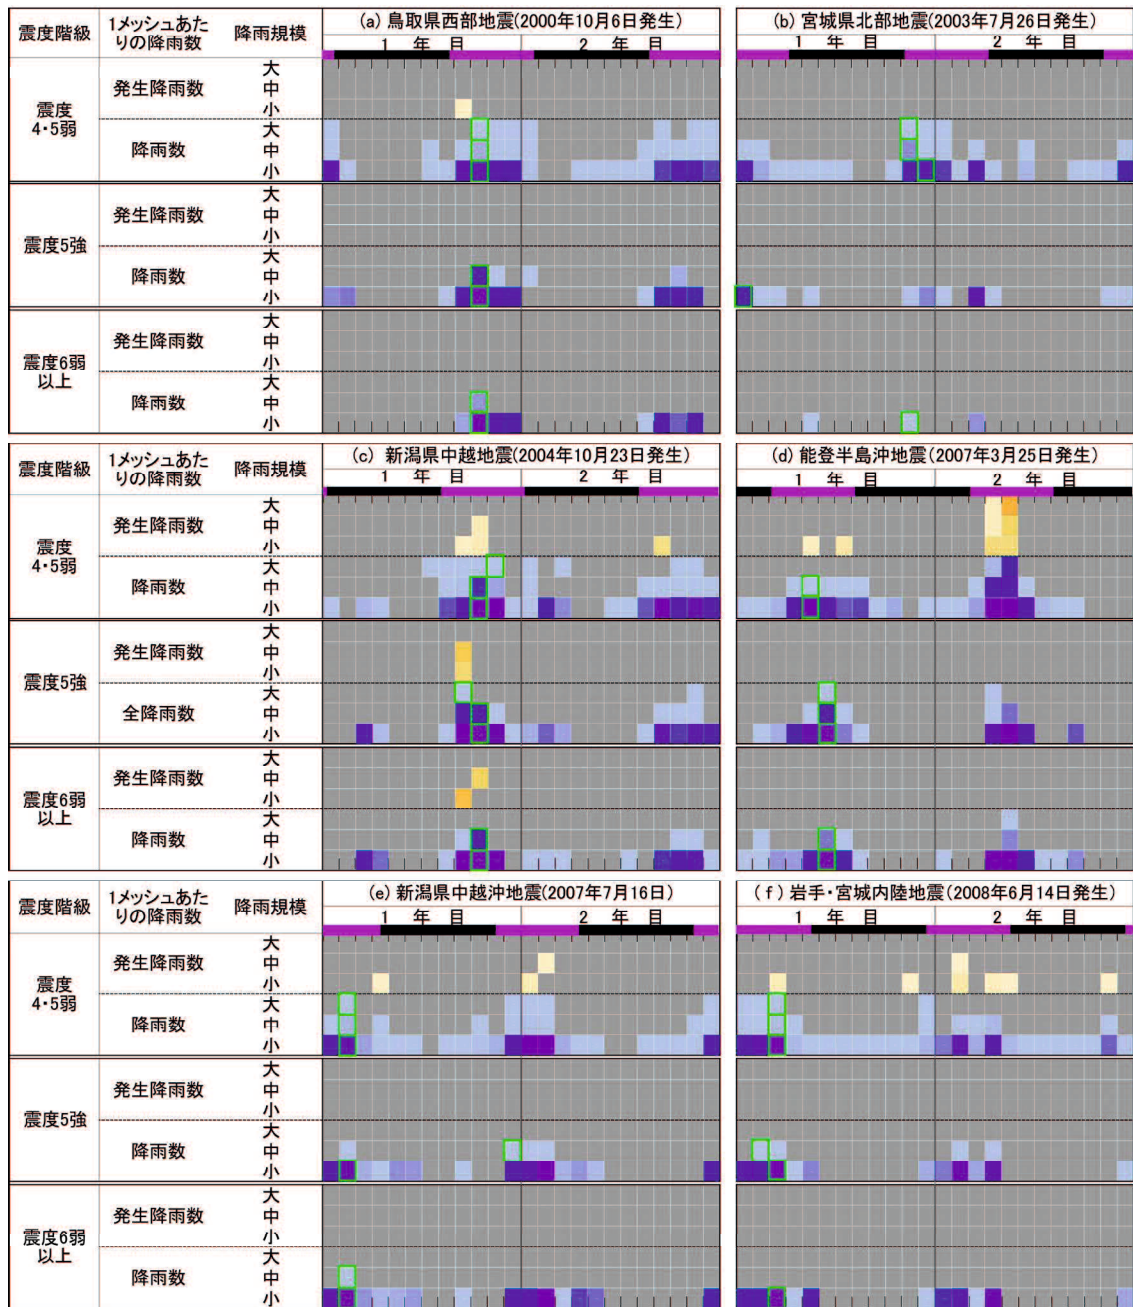 震度階級
1メッシュあた
りの降雨数
降雨規模
(a) 鳥取県西部地震(2000年10月6日発生)
1 年 目
2 年 目
(b) 宮城県北部地震(2003年7月26日発生)
1 年 目
2 年 目
震度
4・5弱
発生降雨数
大
中
小
降雨数
大
中
小
震度5強
発生降雨数
大
中
小
降雨数
大
中
小
震度6弱
以上
発生降雨数
大
中
小
降雨数
大
中
小
震度階級
1メッシュあた
りの降雨数
降雨規模
(c) 新潟県中越地震(2004年10月23日発生)
1 年 目
2 年 目
(d) 能登半島沖地震(2007年3月25日発生)
1 年 目
2 年 目
震度
4・5弱
発生降雨数
大
中
小
降雨数
大
中
小
震度5強
発生降雨数
大
中
小
全降雨数
大
中
小
震度6弱
以上
発生降雨数
大
中
小
降雨数
大
中
小
震度階級
1メッシュあた
りの降雨数
降雨規模
(e) 新潟県中越沖地震(2007年7月16日)
1 年 目
2 年 目
(f) 岩手・宮城内陸地震(2008年6月14日発生)
1 年 目
2 年 目
震度
4・5弱
発生降雨数
大
中
小
降雨数
大
中
小
震度5強
発生降雨数
大
中
小
降雨数
大
中
小
震度6弱
以上
発生降雨数
大
中
小
降雨数
大
中
小